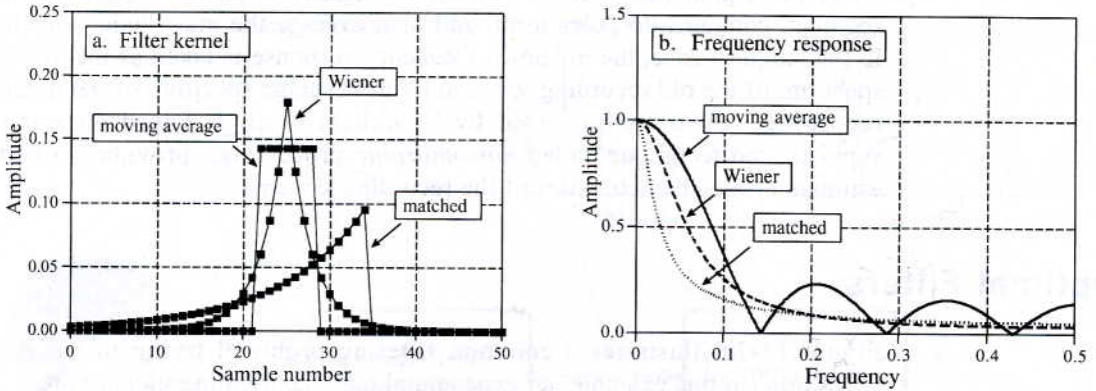 a. Filter kernel
Wiener
moving average
matched
Amplitude
0.25
0.20
0.15
0.10
0.05
0.00
0
10
20
30
40
50
Sample number
b. Frequency response
moving average
Wiener
matched
Amplitude
1.5
1.0
0.5
0.0
0
0.1
0.2
0.3
0.4
0.5
Frequency